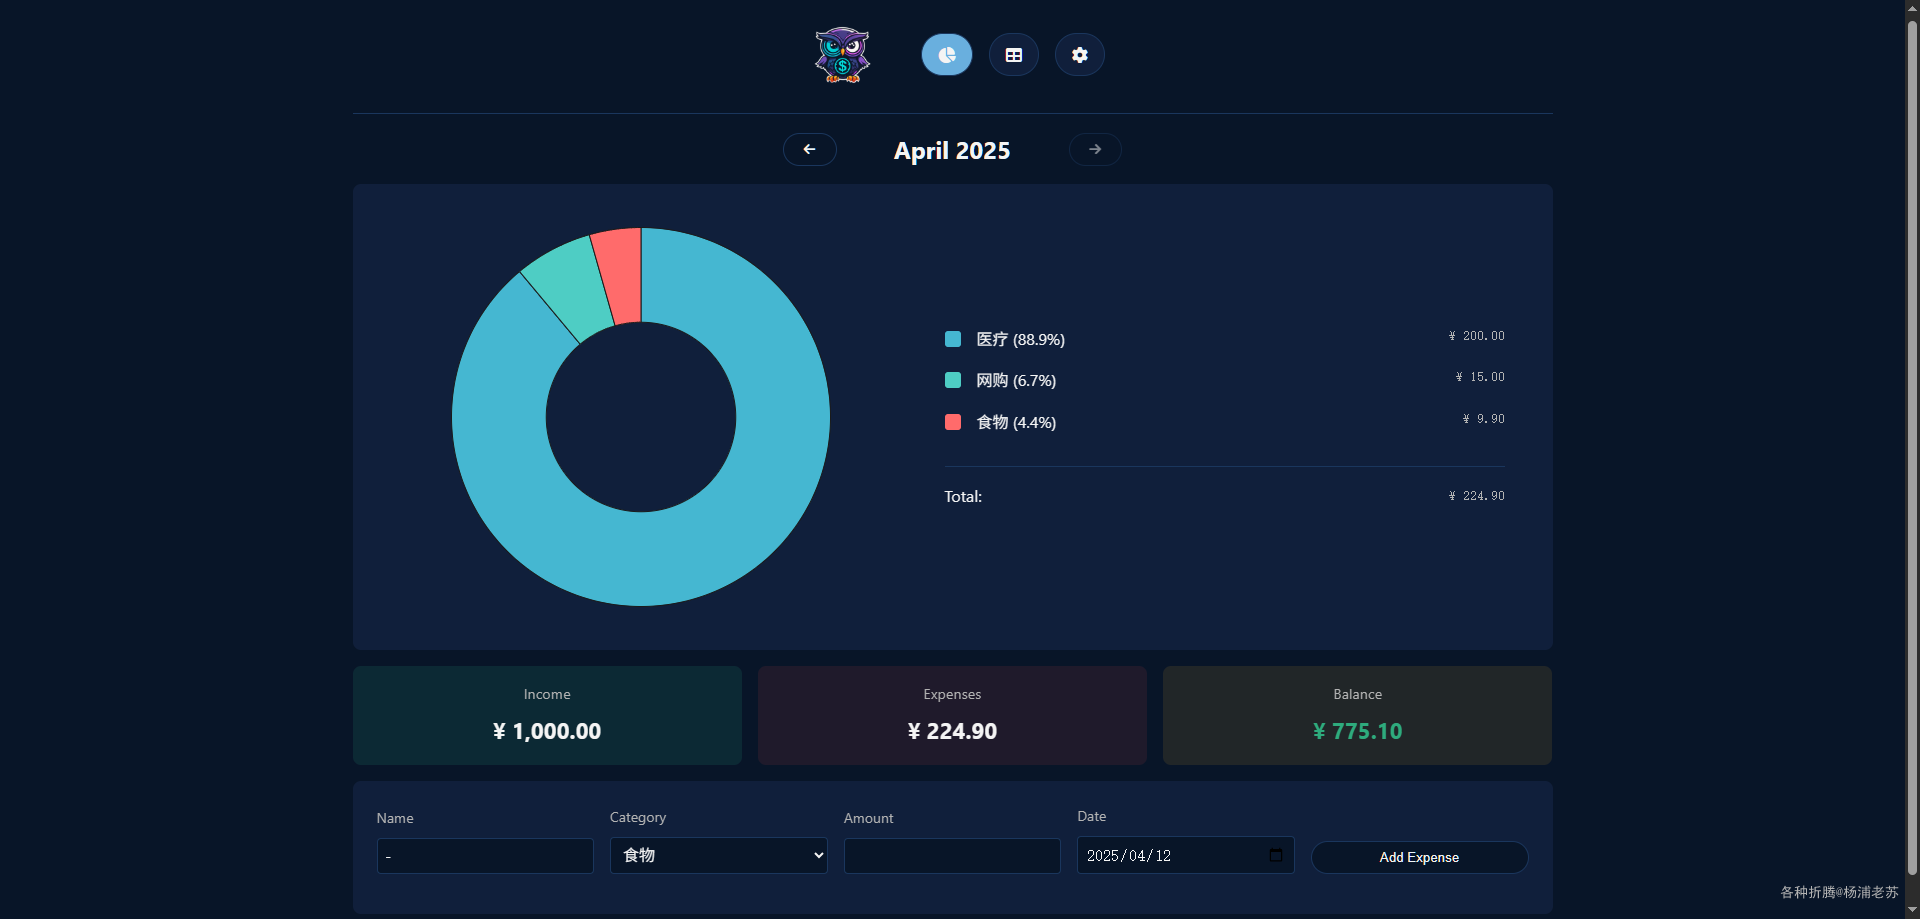 $
April 2025
医疗 (88.9%) ¥ 200.00
网购 (6.7%) ¥ 15.00
食物 (4.4%) ¥ 9.90
Total: ¥ 224.90
Income
¥ 1,000.00
Expenses
¥ 224.90
Balance
¥ 775.10
Name
-
Category
食物
Amount
Date
2025/04/12
Add Expense
各种折腾@杨浦老苏